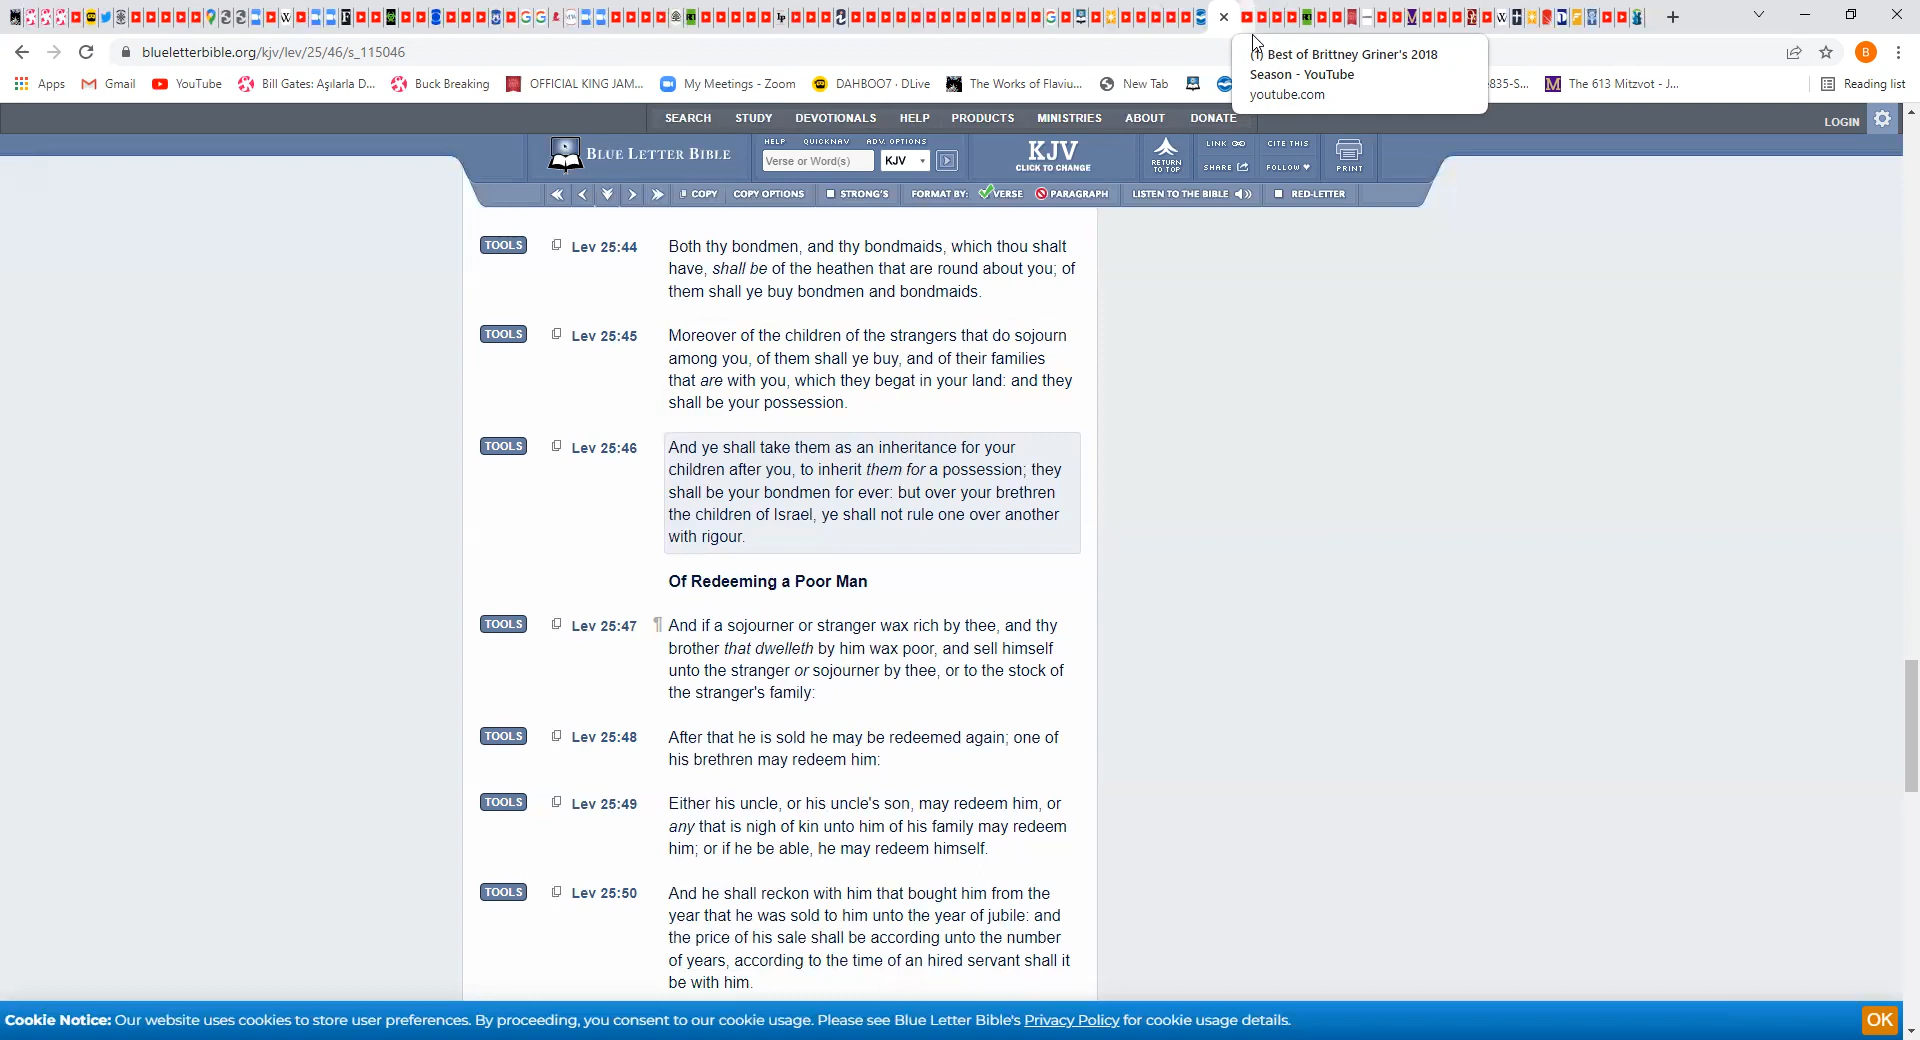 blueletterbible.org/kjv/lev/25/46/s_115046
(1) Best of Brittney Griner's 2018
Season - YouTube
youtube.com
B
Apps
Gmail
YouTube
Bill Gates: Aşılarla D...
Buck Breaking
OFFICIAL KING JAM...
My Meetings - Zoom
DAHBOO7 · DLive
The Works of Flaviu...
New Tab
835-S...
The 613 Mitzvot - J...
Reading list
SEARCH STUDY DEVOTIONALS HELP PRODUCTS MINISTRIES ABOUT DONATE
LOGIN
BLUE LETTER BIBLE
HELP QUICKNAV ADV. OPTIONS
Verse or Word(s)
KJV
KJV
CLICK TO CHANGE
RETURN
TO TOP
LINK
SHARE
CITE THIS
FOLLOW
PRINT
COPY
COPY OPTIONS
STRONG'S
FORMAT BY:
VERSE
PARAGRAPH
LISTEN TO THE BIBLE
RED-LETTER
TOOLS Lev 25:44 Both thy bondmen, and thy bondmaids, which thou shalt
have, shall be of the heathen that are round about you; of
them shall ye buy bondmen and bondmaids.
TOOLS Lev 25:45 Moreover of the children of the strangers that do sojourn
among you, of them shall ye buy, and of their families
that are with you, which they begat in your land: and they
shall be your possession.
TOOLS Lev 25:46 And ye shall take them as an inheritance for your
children after you, to inherit them for a possession; they
shall be your bondmen for ever: but over your brethren
the children of Israel, ye shall not rule one over another
with rigour.
Of Redeeming a Poor Man
TOOLS Lev 25:47 ¶ And if a sojourner or stranger wax rich by thee, and thy
brother that dwelleth by him wax poor, and sell himself
unto the stranger or sojourner by thee, or to the stock of
the stranger's family:
TOOLS Lev 25:48 After that he is sold he may be redeemed again; one of
his brethren may redeem him:
TOOLS Lev 25:49 Either his uncle, or his uncle's son, may redeem him, or
any that is nigh of kin unto him of his family may redeem
him; or if he be able, he may redeem himself.
TOOLS Lev 25:50 And he shall reckon with him that bought him from the
year that he was sold to him unto the year of jubile: and
the price of his sale shall be according unto the number
of years, according to the time of an hired servant shall it
be with him.
Cookie Notice: Our website uses cookies to store user preferences. By proceeding, you consent to our cookie usage. Please see Blue Letter Bible's Privacy Policy for cookie usage details.
OK